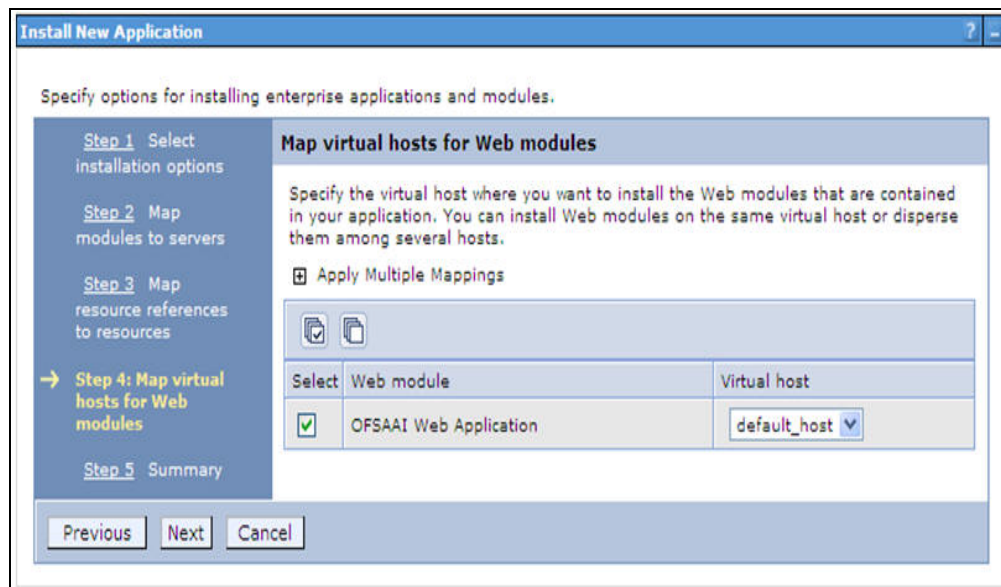 Install New Application
?
Specify options for installing enterprise applications and modules.
Step 1 Select
installation options
Step 2 Map
modules to servers
Step 3 Map
resource references
to resources
Step 4: Map virtual
hosts for Web
modules
Step 5 Summary
Map virtual hosts for Web modules
Specify the virtual host where you want to install the Web modules that are contained
in your application. You can install Web modules on the same virtual host or disperse
them among several hosts.
Apply Multiple Mappings
Select Web module Virtual host
OFSAAI Web Application default_host
Previous Next Cancel